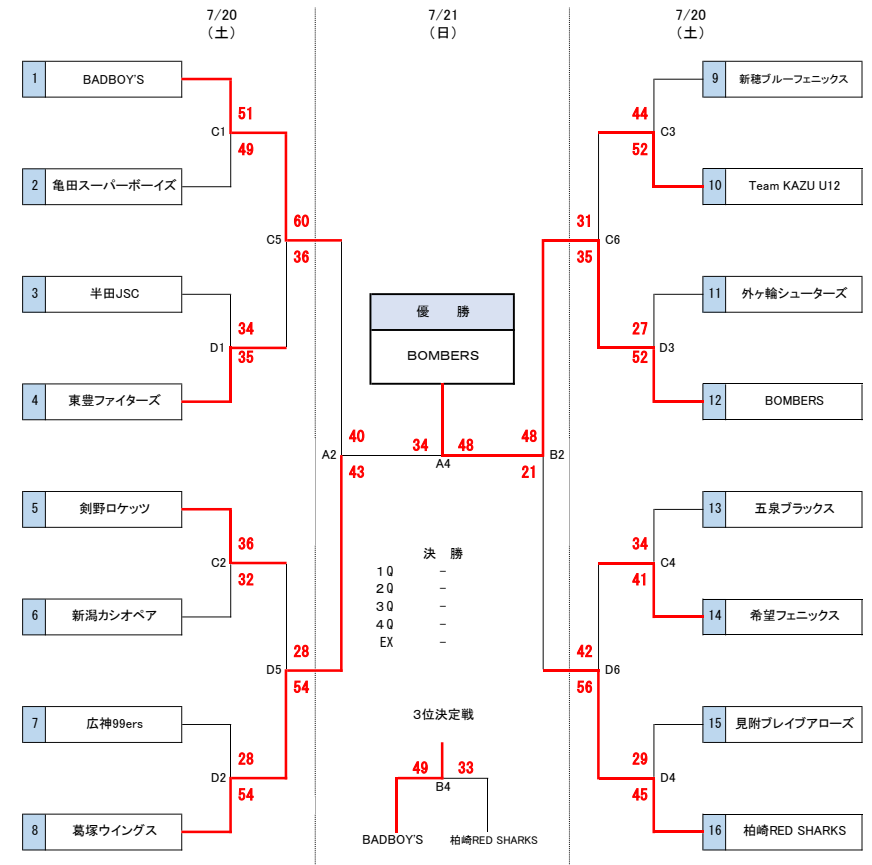 7/20
(土)
7/21
(日)
7/20
(土)
1 BADBOY'S
51
C1
49
2 亀田スーパーボーイズ
60
C5
36
3 半田JSC
34
D1
35
4 東豊ファイターズ
40
A2
43
5 剣野ロケッツ
36
C2
32
6 新潟カシオペア
28
D5
54
7 広神99ers
28
D2
54
8 葛塚ウイングス
優 勝
BOMBERS
34 48
A4
決 勝
1Q -
2Q -
3Q -
4Q -
EX -
3位決定戦
49 33
B4
BADBOY'S 柏崎RED SHARKS
9 新穂ブルーフェニックス
44
C3
52
10 Team KAZU U12
31
C6
35
11 外ヶ輪シューターズ
27
D3
52
12 BOMBERS
48
B2
21
13 五泉ブラックス
34
C4
41
14 希望フェニックス
42
D6
56
15 見附ブレイブアローズ
29
D4
45
16 柏崎RED SHARKS